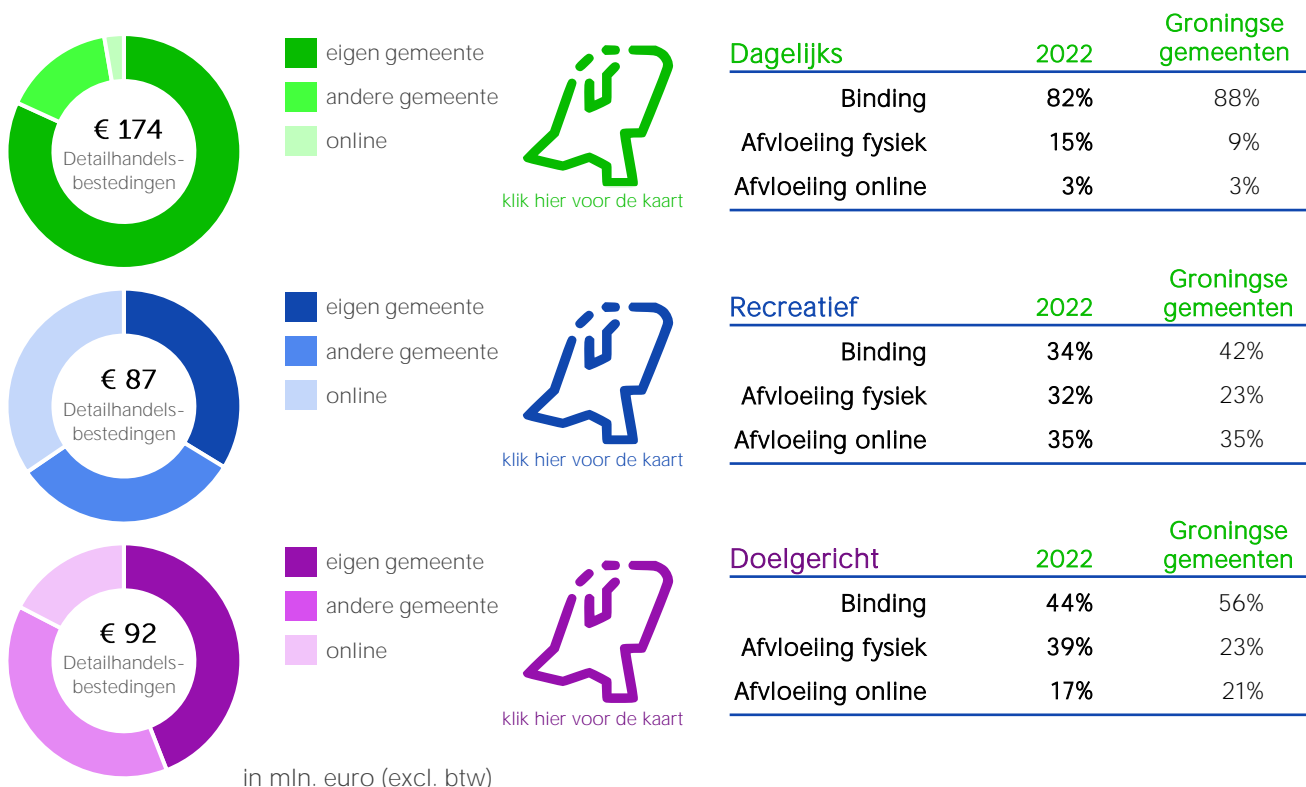 € 174
Detailhandels-
bestedingen
eigen gemeente
andere gemeente
online
klik hier voor de kaart
Dagelijks 2022 Groningse gemeenten
Binding 82% 88%
Afvloeiing fysiek 15% 9%
Afvloeiing online 3% 3%
€ 87
Detailhandels-
bestedingen
eigen gemeente
andere gemeente
online
klik hier voor de kaart
Recreatief 2022 Groningse gemeenten
Binding 34% 42%
Afvloeiing fysiek 32% 23%
Afvloeiing online 35% 35%
€ 92
Detailhandels-
bestedingen
eigen gemeente
andere gemeente
online
klik hier voor de kaart
Doelgericht 2022 Groningse gemeenten
Binding 44% 56%
Afvloeiing fysiek 39% 23%
Afvloeiing online 17% 21%
in mln. euro (excl. btw)